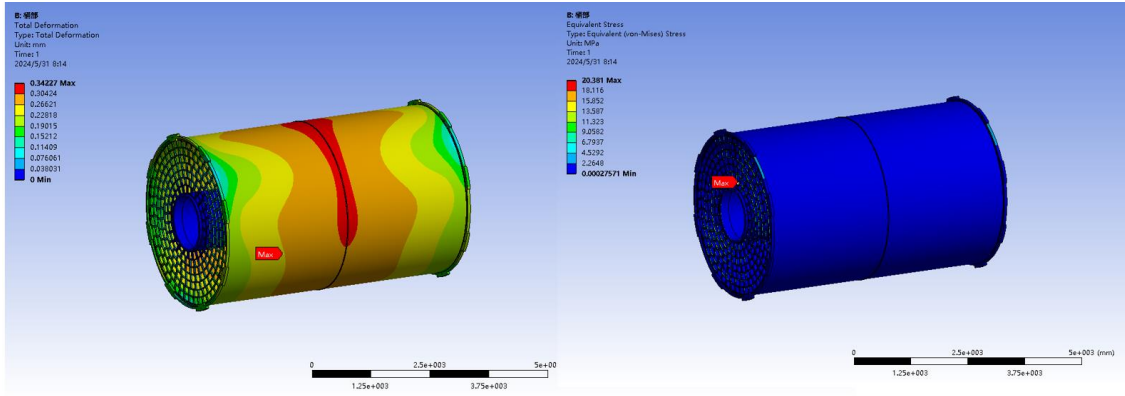 B: 顿部
Total Deformation
Type: Total Deformation
Unit: mm
Time: 1
2024/5/31 8:14
0.34227 Max
0.30424
0.26621
0.22818
0.19015
0.15212
0.11409
0.076061
0.038031
0 Min
Max
0
2.5e+003
5e+00
1.25e+003
3.75e+003
B: 顿部
Equivalent Stress
Type: Equivalent (von-Mises) Stress
Unit: MPa
Time: 1
2024/5/31 8:14
20.381 Max
18.116
15.852
13.587
11.323
9.0582
6.7937
4.5292
2.2648
0.00027571 Min
Max
0
2.5e+003
5e+003 (mm)
1.25e+003
3.75e+003